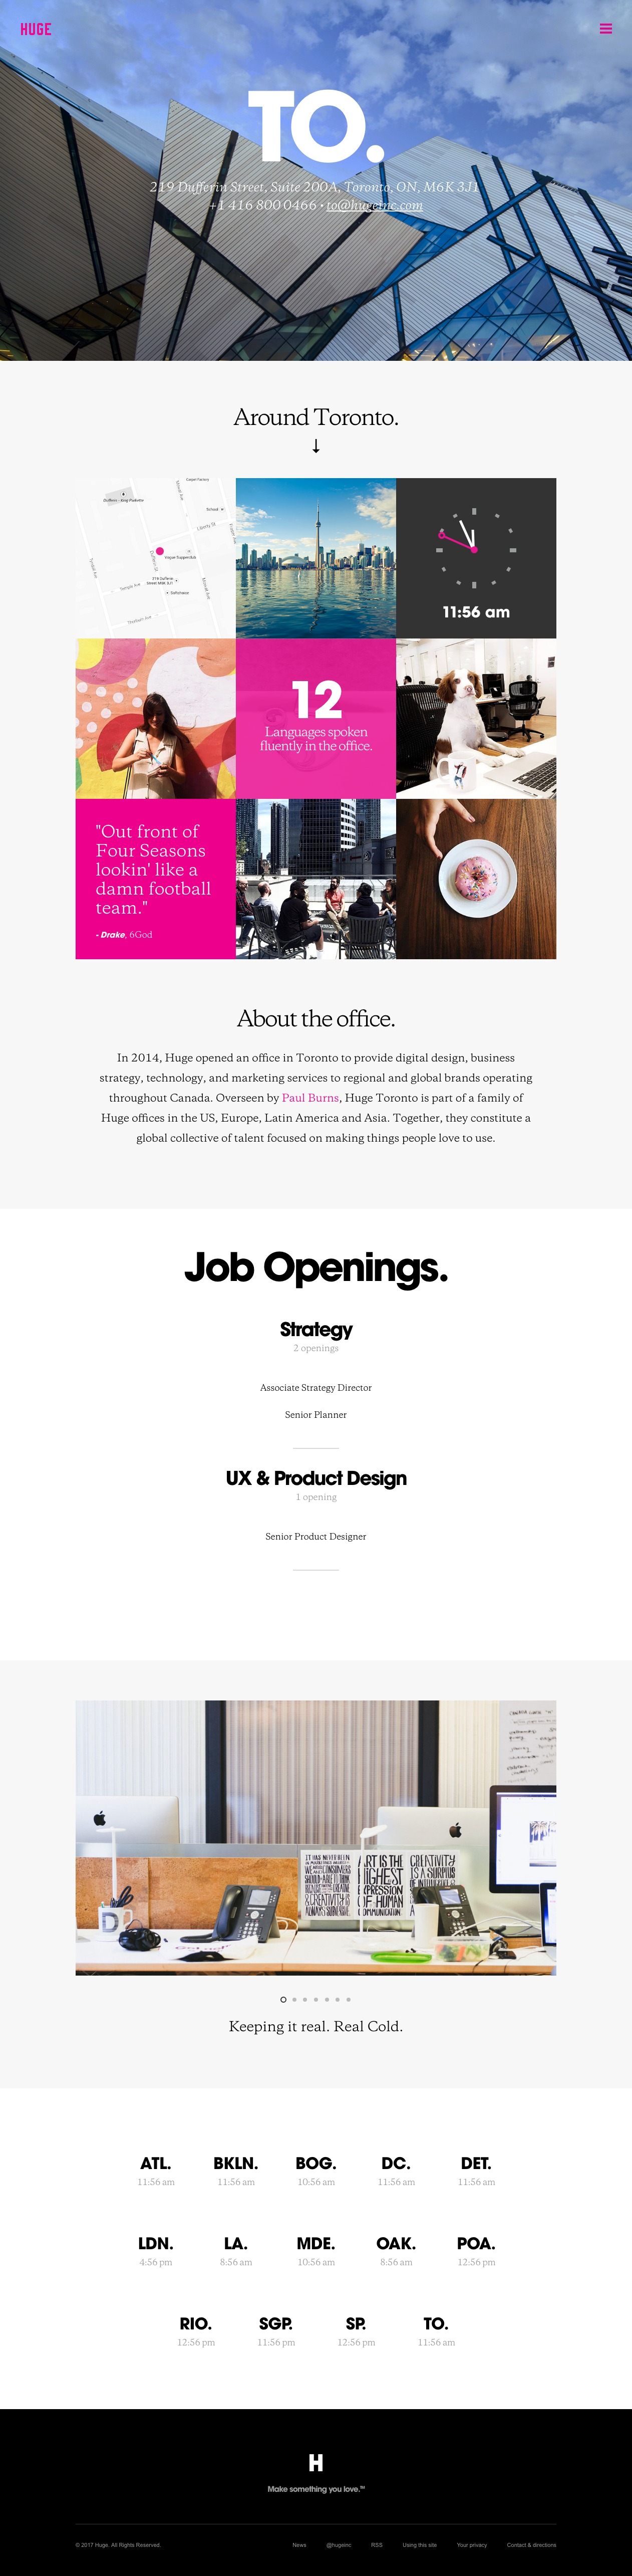 HUGE
TO.
219 Dufferin Street, Suite 200A, Toronto, ON, M6K 3J1
+1 416 800 0466 • to@hugeinc.com
Around Toronto.
11:56 am
12
Languages spoken
fluently in the office.
"Out front of
Four Seasons
lookin' like a
damn football
team."
- Drake, 6God
About the office.
In 2014, Huge opened an office in Toronto to provide digital design, business
strategy, technology, and marketing services to regional and global brands operating
throughout Canada. Overseen by Paul Burns, Huge Toronto is part of a family of
Huge offices in the US, Europe, Latin America and Asia. Together, they constitute a
global collective of talent focused on making things people love to use.
Job Openings.
Strategy
2 openings
Associate Strategy Director
Senior Planner
UX & Product Design
1 opening
Senior Product Designer
ART IS THE
HIGHEST
EXPRESSION
OF HUMAN
COMMUNICATION
CREATIVITY
IS A SURPLUS
Keeping it real. Real Cold.
ATL. BKLN. BOG. DC. DET.
11:56 am 11:56 am 10:56 am 11:56 am 11:56 am
LDN. LA. MDE. OAK. POA.
4:56 pm 8:56 am 10:56 am 8:56 am 12:56 pm
RIO. SGP. SP. TO.
12:56 pm 11:56 pm 12:56 pm 11:56 am
H
Make something you love.™
© 2017 Huge. All Rights Reserved. News @hugeinc RSS Using this site Your privacy Contact & directions